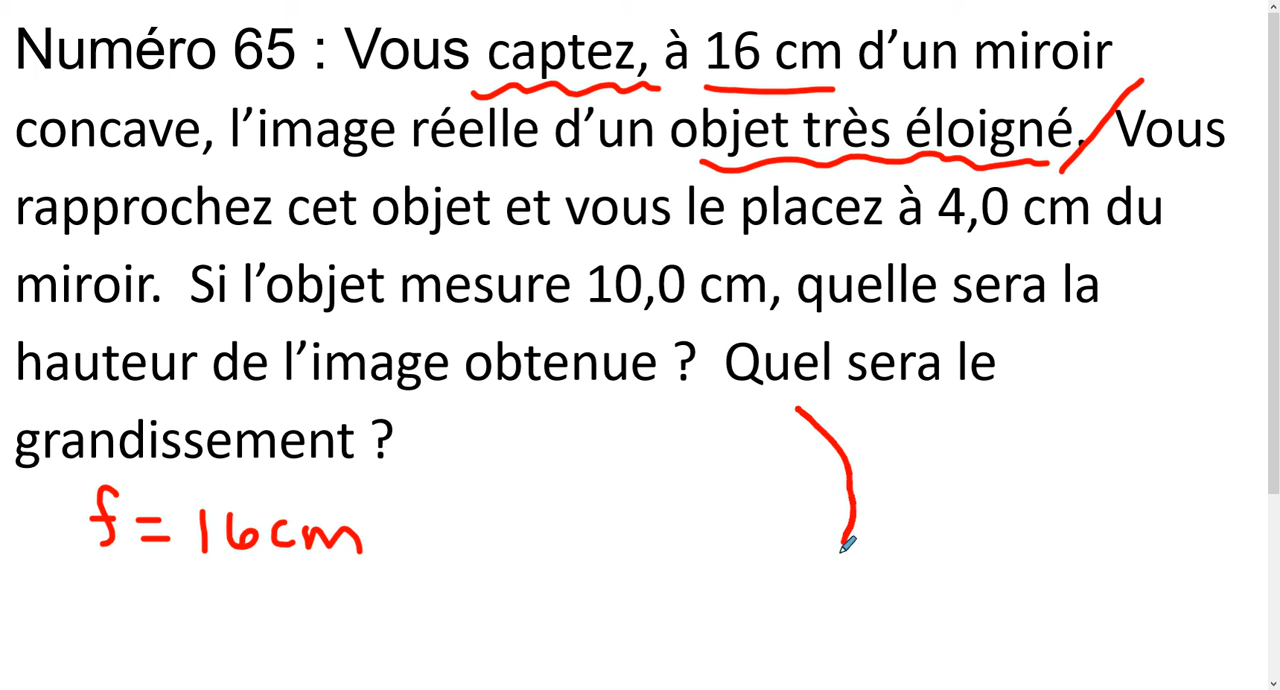 Numéro 65 : Vous captez, à 16 cm d’un miroir
concave, l’image réelle d’un objet très éloigné. Vous
rapprochez cet objet et vous le placez à 4,0 cm du
miroir. Si l’objet mesure 10,0 cm, quelle sera la
hauteur de l’image obtenue ? Quel sera le
grandissement ?
f = 16 cm